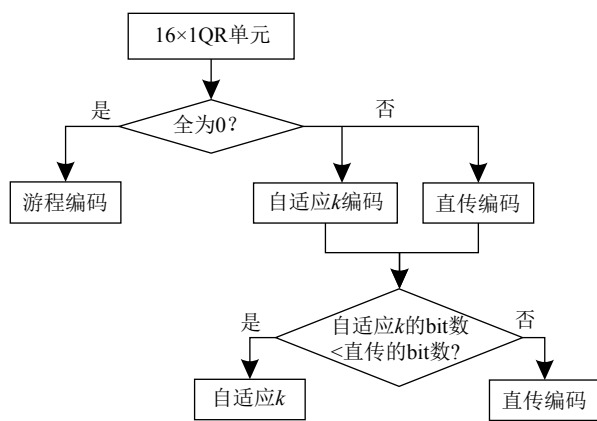 16×1QR单元
是
否
全为0?
游程编码
自适应k编码
直传编码
是
自适应k的bit数
<直传的bit数?
否
自适应k
直传编码